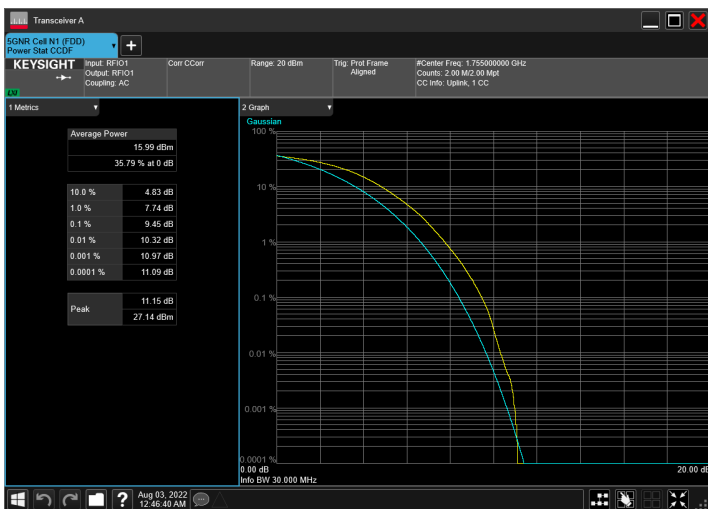 Transceiver A
5GNR Cell N1 (FDD)
Power Stat CCDF
KEYSIGHT
LXI
Input: RFIO1
Output: RFIO1
Coupling: AC
Corr CCorr
Range: 20 dBm
Trig: Prot Frame
Aligned
#Center Freq: 1.755000000 GHz
Counts: 2.00 M/2.00 Mpt
CC Info: Uplink, 1 CC
1 Metrics
Average Power
15.99 dBm
35.79 % at 0 dB
10.0 % 4.83 dB
1.0 % 7.74 dB
0.1 % 9.45 dB
0.01 % 10.32 dB
0.001 % 10.97 dB
0.0001 % 11.09 dB
Peak
11.15 dB
27.14 dBm
2 Graph
Gaussian
100 %
10 %
1 %
0.1 %
0.01 %
0.001 %
0.0001 %
0.00 dB
20.00 dB
Info BW 30.000 MHz
?
Aug 03, 2022
12:46:40 AM